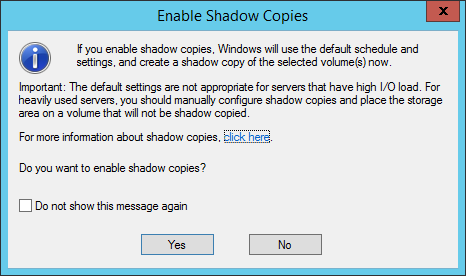 Enable Shadow Copies
If you enable shadow copies, Windows will use the default schedule and
settings, and create a shadow copy of the selected volume(s) now.
Important: The default settings are not appropriate for servers that have high I/O load. For
heavily used servers, you should manually configure shadow copies and place the storage
area on a volume that will not be shadow copied.
For more information about shadow copies, click here.
Do you want to enable shadow copies?
Do not show this message again
Yes No